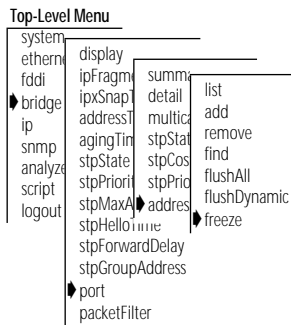 Top-Level Menu
system
etherne
fddi
bridge
ip
snmp
analyze
script
logout
display
ipFragme
ipxSnapT
addressT
agingTim
stpState
stpPriorit
stpMaxA
stpHelloTime
stpForwardDelay
stpGroupAddress
port
packetFilter
summa
detail
multica
stpStat
stpCos
stpPrio
addres
list
add
remove
find
flushAll
flushDynamic
freeze